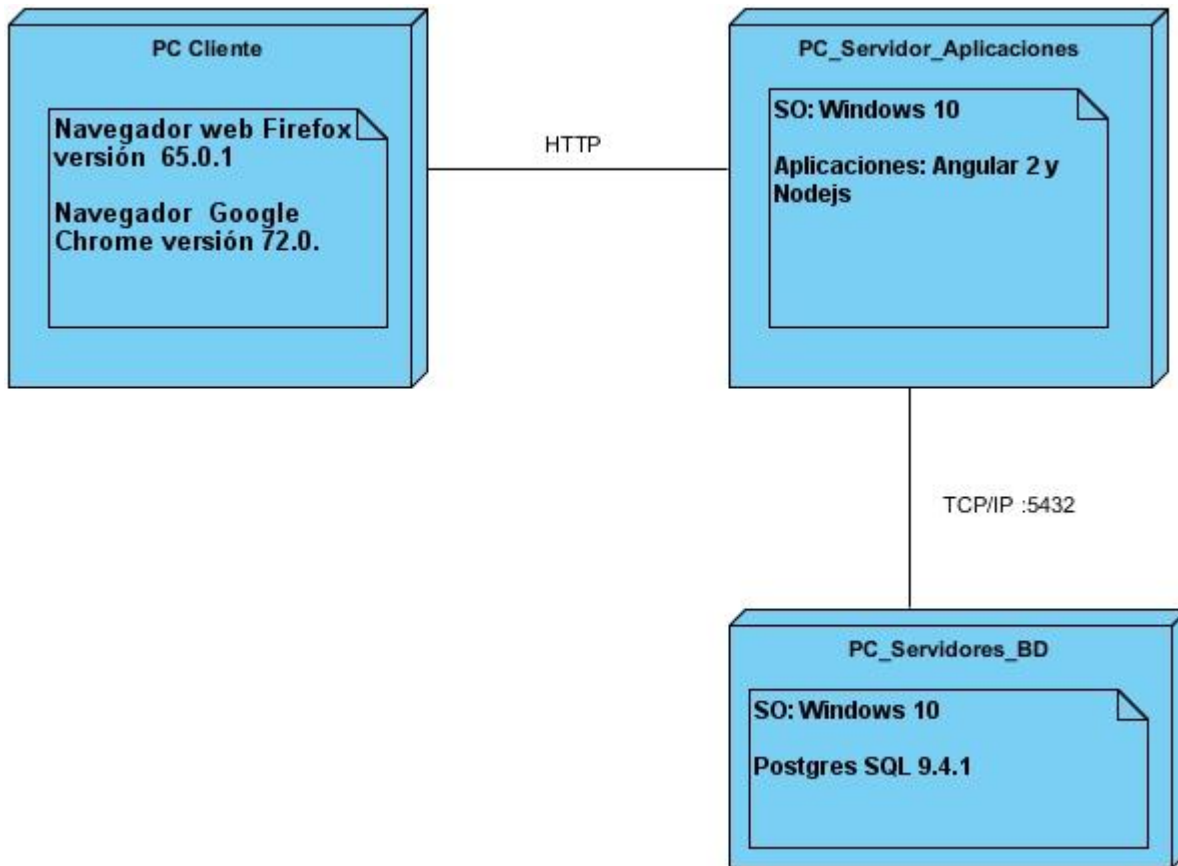 PC Cliente
Navegador web Firefox
versión 65.0.1
Navegador Google
Chrome versión 72.0.
HTTP
PC_Servidor_Aplicaciones
SO: Windows 10
Aplicaciones: Angular 2 y
Nodejs
TCP/IP :5432
PC_Servidores_BD
SO: Windows 10
Postgres SQL 9.4.1